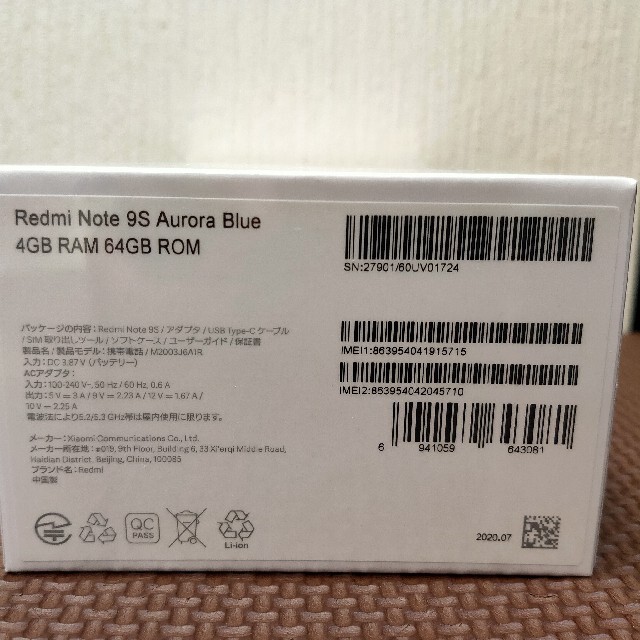 Redmi Note 9S Aurora Blue
4GB RAM 64GB ROM
SN:27901/60UV01724
パッケージの内容: Redmi Note 9S / アダプタ / USB Type-C ケーブル
/ SIM 取り出しツール / ソフトケース / ユーザーガイド / 保証書
製品名 / 製品モデル: 携帯電話 / M2003J6A1R
入力: DC 3.87 V (バッテリー)
ACアダプタ:
入力: 100-240 V~, 50 Hz / 60 Hz, 0.6 A
出力: 5 V = 3 A / 9 V = 2.23 A / 12 V = 1.67 A /
10 V = 2.25 A
電波法により5.2/5.3 GHz帯は屋内使用に限ります。
IMEI1:863954041915715
IMEI2:863954042045710
6 941059 643081
メーカー: Xiaomi Communications Co., Ltd.
メーカー所在地: #019, 9th Floor, Building 6, 33 Xi'erqi Middle Road,
Haidian District, Beijing, China, 100085
ブランド名: Redmi
中国製
QC
PASS
Li-ion
2020.07